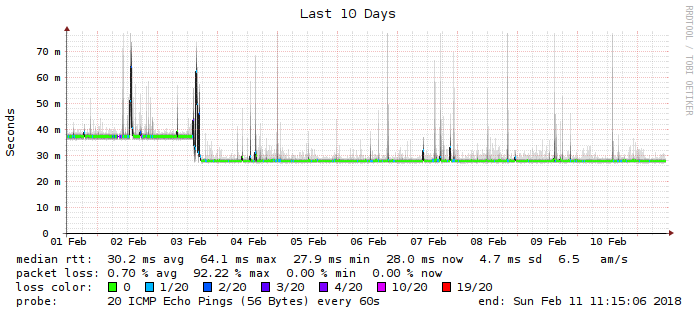 Last 10 Days
RRDTOOL / TOBI OETIKER
Seconds
70 m
60 m
50 m
40 m
30 m
20 m
10 m
0
01 Feb 02 Feb 03 Feb 04 Feb 05 Feb 06 Feb 07 Feb 08 Feb 09 Feb 10 Feb
median rtt: 30.2 ms avg 64.1 ms max 27.9 ms min 28.0 ms now 4.7 ms sd 6.5 am/s
packet loss: 0.70 % avg 92.22 % max 0.00 % min 0.00 % now
loss color: 0 1/20 2/20 3/20 4/20 10/20 19/20
probe: 20 ICMP Echo Pings (56 Bytes) every 60s end: Sun Feb 11 11:15:06 2018